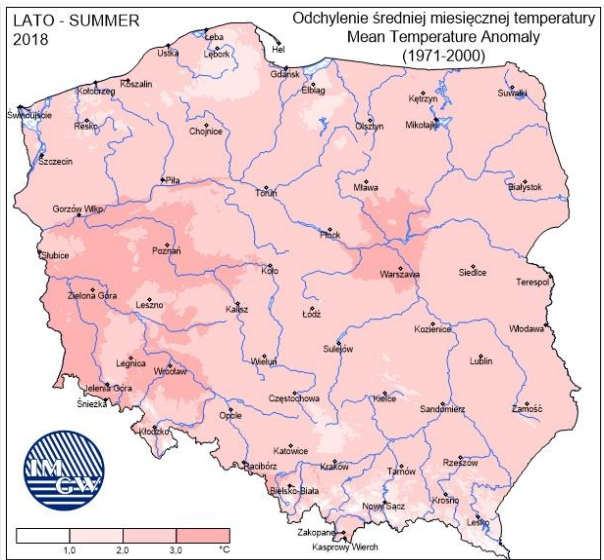 LATO - SUMMER
2018
Odchylenie średniej miesięcznej temperatury
Mean Temperature Anomaly
(1971-2000)
Łeba
Hel
Ustka
Lębork
Gdańsk
Koszalin
Kołobrzeg
Elbląg
Suwałki
Kętrzyn
Świnoujście
Resko
Chojnice
Olsztyn
Mikołajki
Szczecin
Piła
Toruń
Mława
Białystok
Gorzów Wlkp.
Płock
Słubice
Poznań
Koło
Warszawa
Siedlce
Terespol
Zielona Góra
Leszno
Kalisz
Łódź
Kozienice
Włodawa
Sulejów
Legnica
Wrocław
Wieluń
Lublin
Jelenia Góra
Śnieżka
Częstochowa
Kielce
Sandomierz
Zamość
Opole
Kłodzko
Katowice
Racibórz
Kraków
Tarnów
Rzeszów
Bielsko-Biała
Nowy Sącz
Krosno
Lesko
Zakopane
Kasprowy Wierch
IM
GW
1,0
2,0
3,0
°C